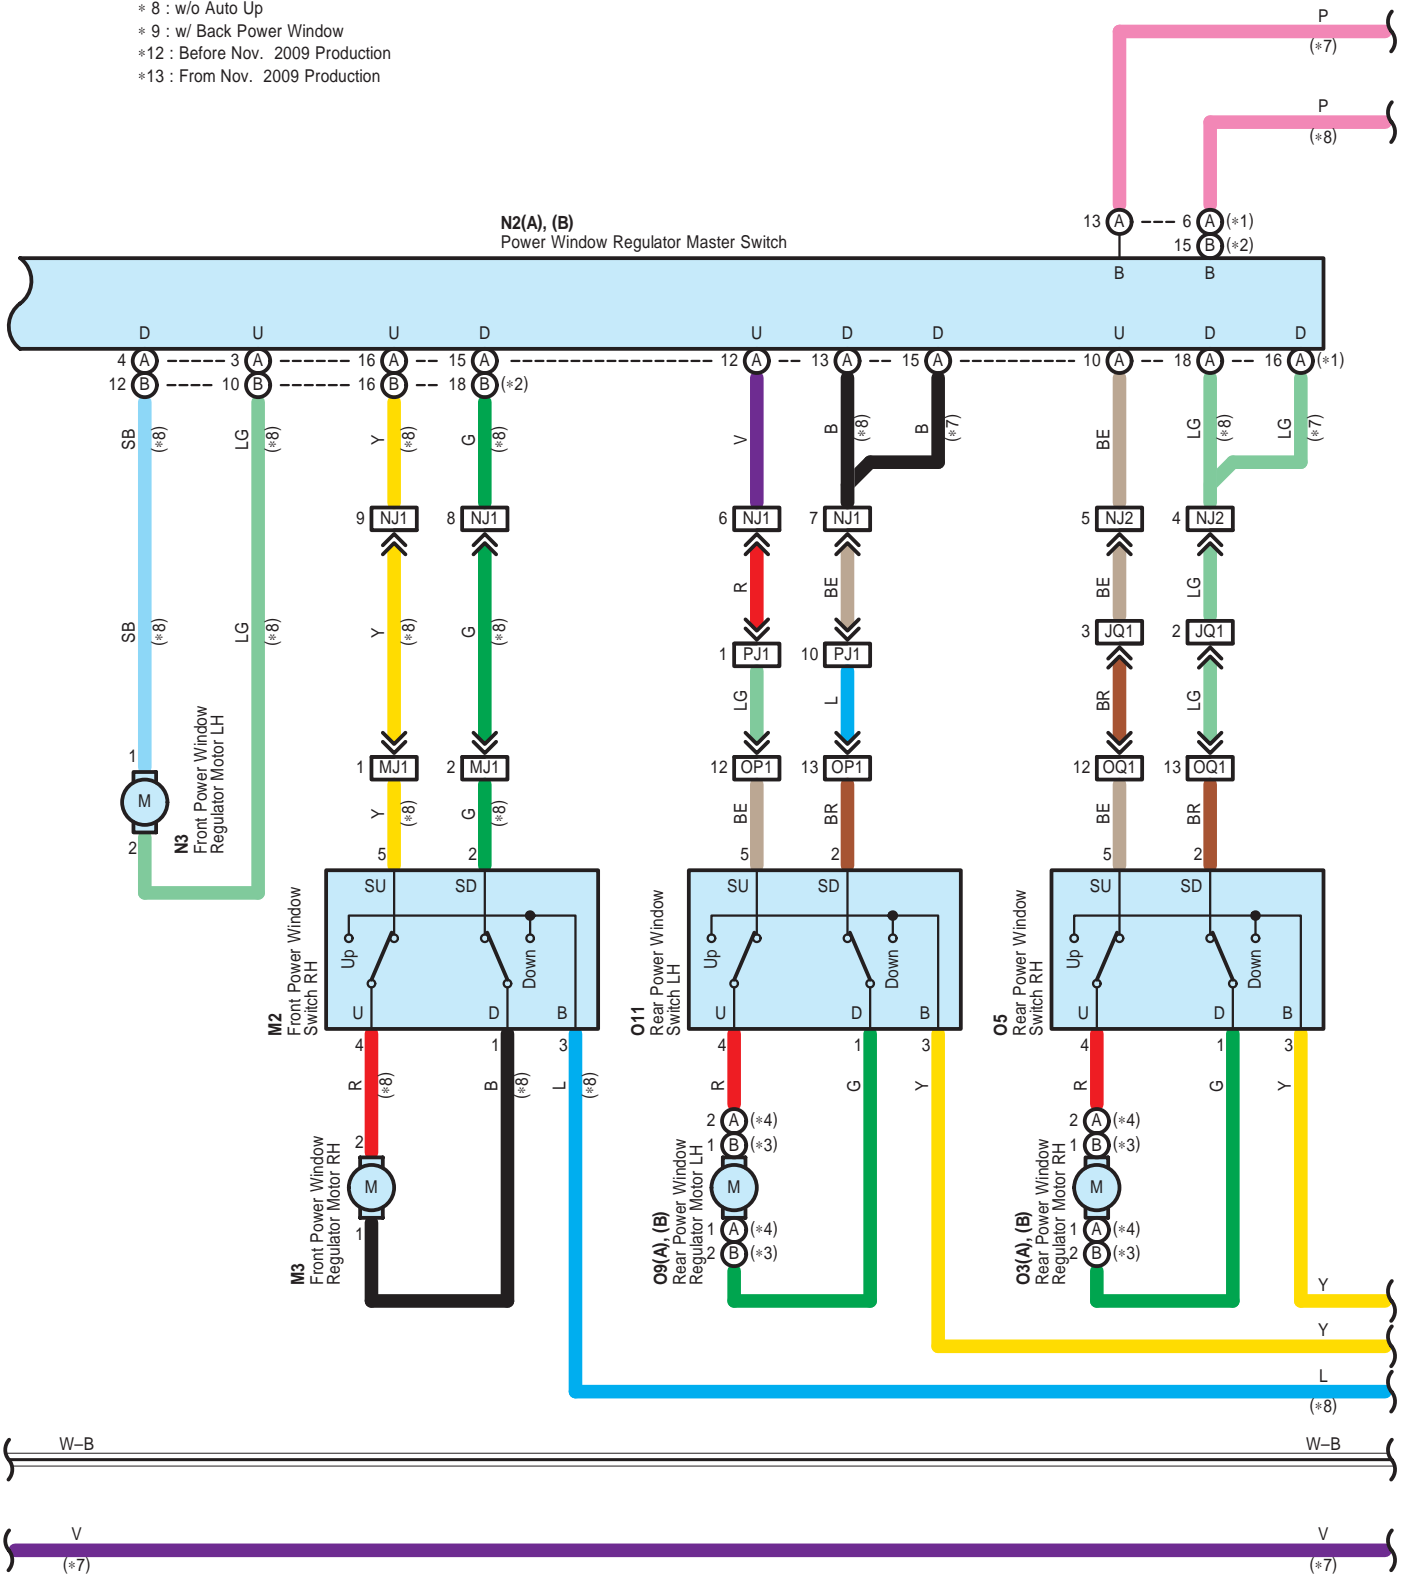 * 8 : w/o Auto Up
* 9 : w/ Back Power Window
*12 : Before Nov. 2009 Production
*13 : From Nov. 2009 Production
P
(*7)
P
(*8)
N2(A), (B)
Power Window Regulator Master Switch
13 A 6 A (*1)
15 B (*2)
B B
D U U D U D D U D D
4 A 3 A 16 A 15 A 12 A 13 A 15 A 10 A 18 A 16 A (*1)
12 B 10 B 16 B 18 B (*2)
SB (*8) LG (*8) Y (*8) G (*8) V B (*8) B (*7) BE LG (*8) LG (*7)
9 NJ1 8 NJ1 6 NJ1 7 NJ1 5 NJ2 4 NJ2
SB (*8) LG (*8) Y (*8) G (*8) R BE BE LG
3 JQ1 2 JQ1
1 PJ1 10 PJ1
LG L BR LG
1 MJ1 2 MJ1 12 OP1 13 OP1 12 OQ1 13 OQ1
1
M
2
N3
Front Power Window
Regulator Motor LH
Y (*8) G (*8) BE BR BE BR
5 2 5 2 5 2
SU SD SU SD SU SD
Up Down Up Down Up Down
U D B U D B U D B
M2
Front Power Window
Switch RH
O11
Rear Power Window
Switch LH
O5
Rear Power Window
Switch RH
4 1 3 4 1 3 4 1 3
R (*8) B (*8) L (*8) R G Y R G Y
2
M
1
M3
Front Power Window
Regulator Motor RH
2 A (*4)
1 B (*3)
M
1 A (*4)
2 B (*3)
O9(A), (B)
Rear Power Window
Regulator Motor LH
2 A (*4)
1 B (*3)
M
1 A (*4)
2 B (*3)
O3(A), (B)
Rear Power Window
Regulator Motor RH
Y
Y
L
(*8)
W–B W–B
V V
(*7) (*7)